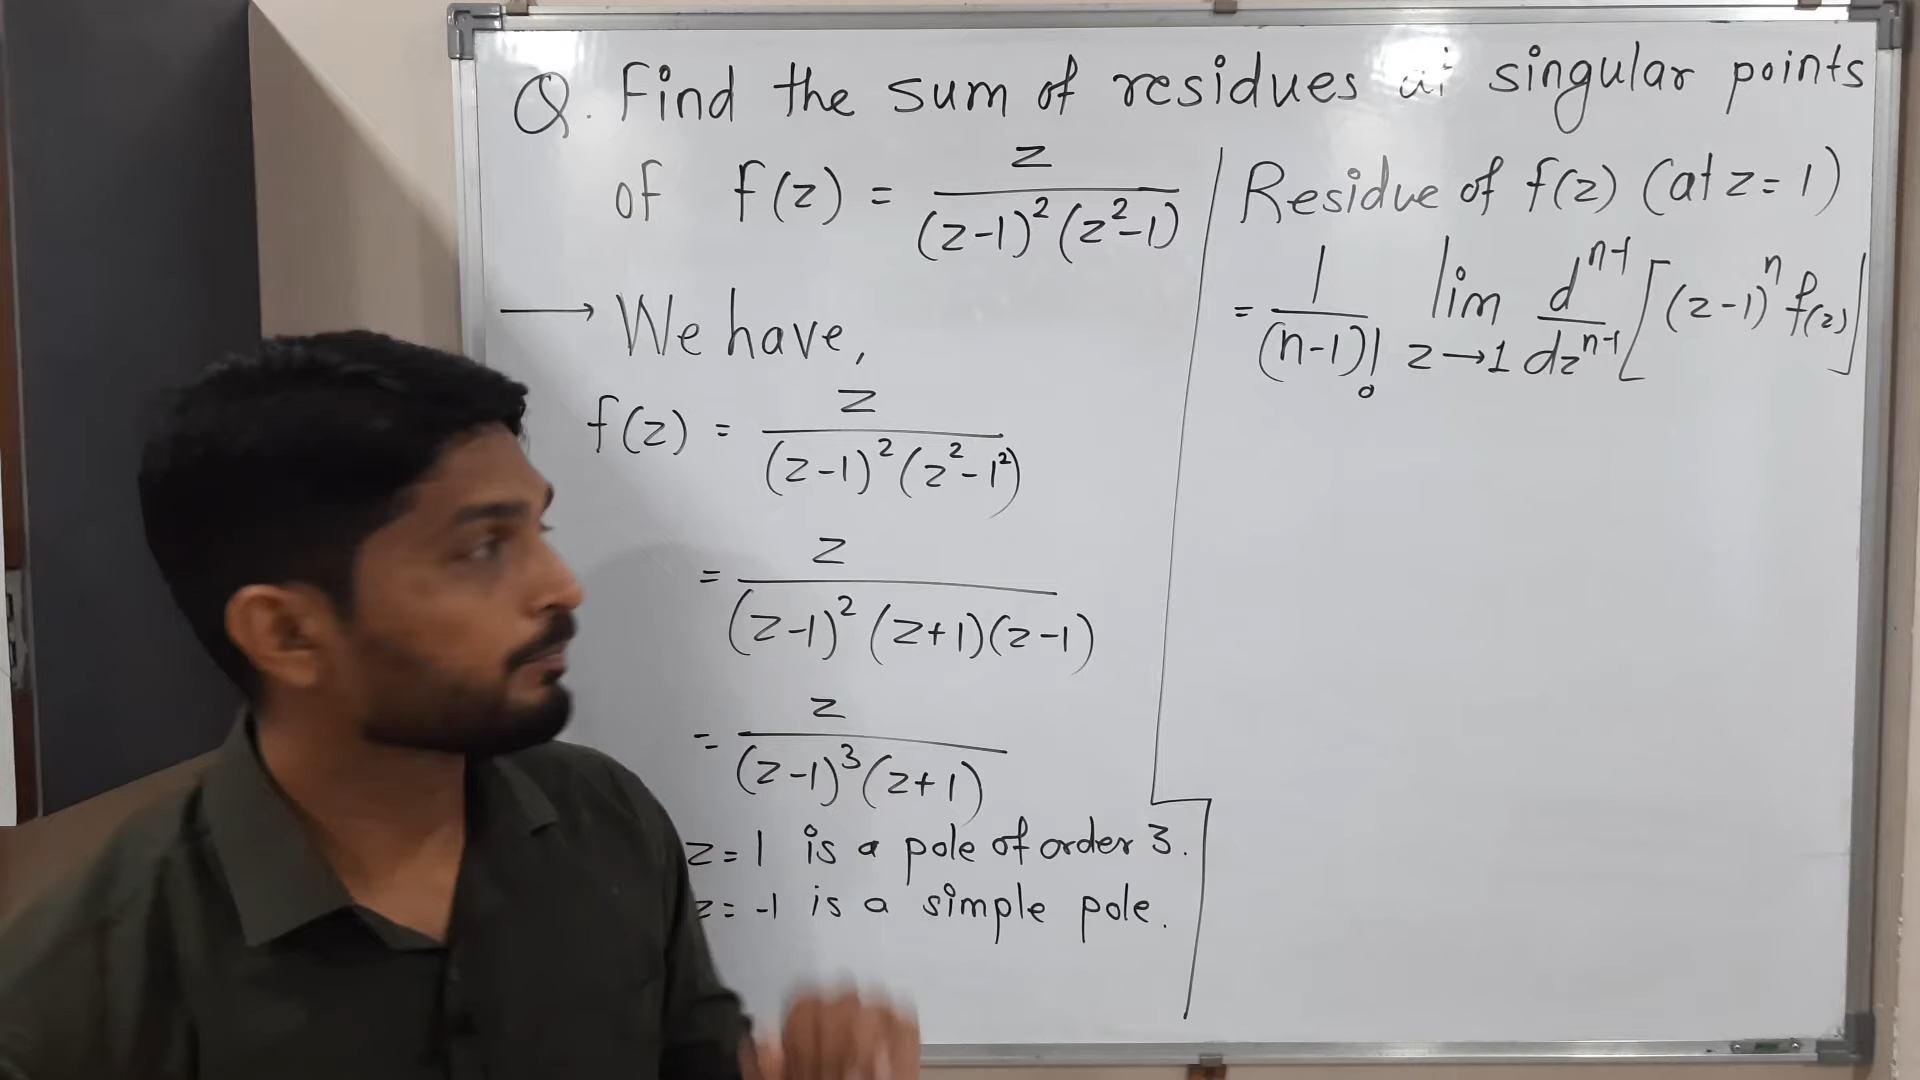 Q. Find the sum of residues at singular points
of f(z) = z / (z-1)² (z²-1)
→ We have,
f(z) = z / (z-1)² (z²-1²)
= z / (z-1)² (z+1)(z-1)
= z / (z-1)³ (z+1)
z = 1 is a pole of order 3.
z = -1 is a simple pole.
Residue of f(z) (at z = 1)
= 1 / (n-1)! lim z→1 dⁿ⁻¹ / dzⁿ⁻¹ [(z-1)ⁿ f(z)]